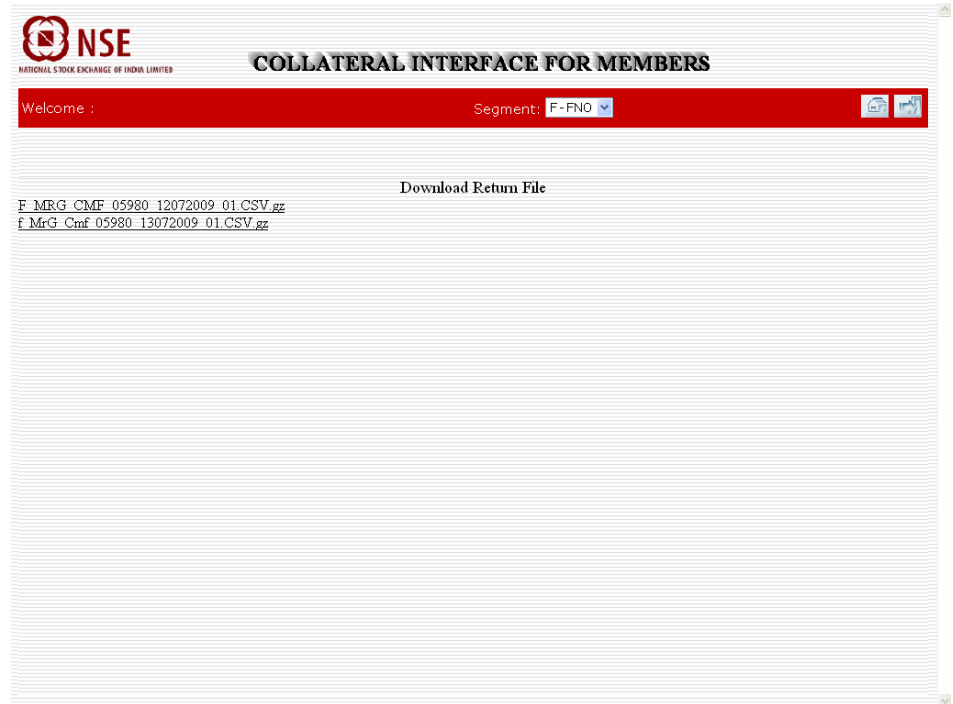 NSE
NATIONAL STOCK EXCHANGE OF INDIA LIMITED
COLLATERAL INTERFACE FOR MEMBERS
Welcome :
Segment: F-FNO
Download Return File
F_MRG_CMF_05980_12072009_01.CSV.gz
f_MrG_Cmf_05980_13072009_01.CSV.gz